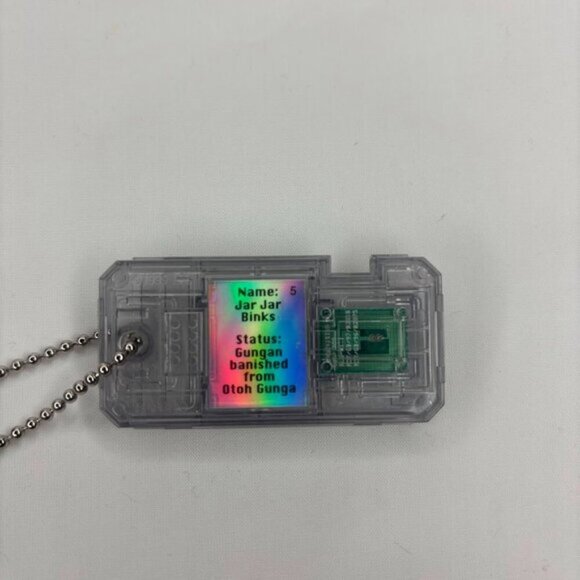 Name: 5
Jar Jar
Binks
Status:
Gungan
banished
from
Otoh Gunga